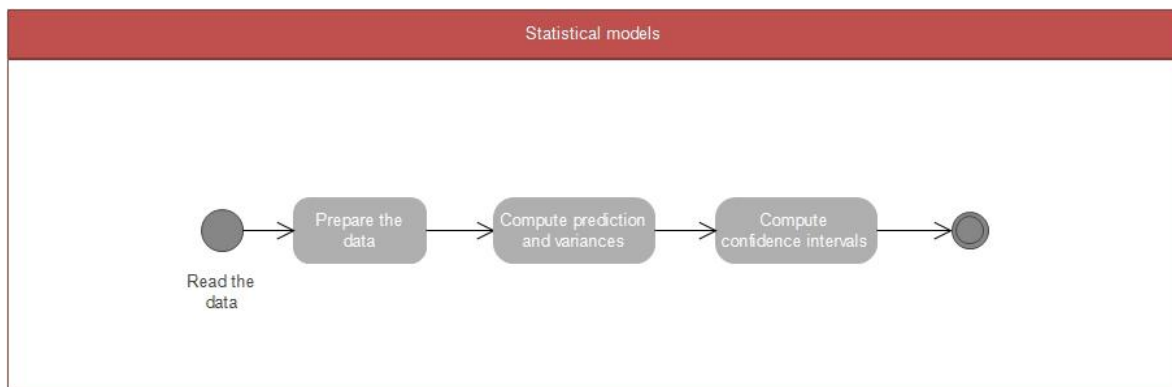 Statistical models
Prepare the
data
Compute prediction
and variances
Compute
confidence intervals
Read the
data